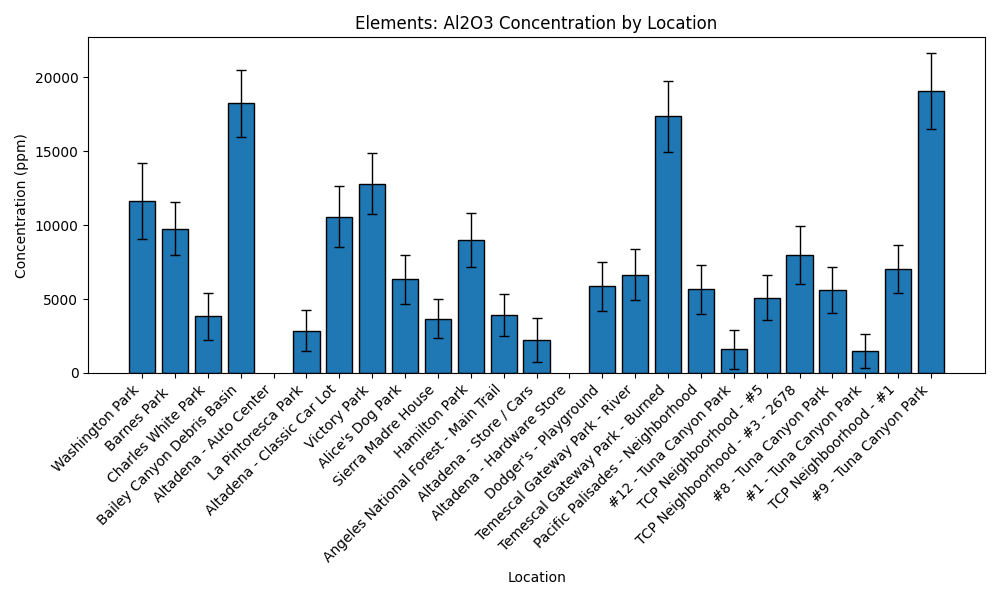 Elements: Al2O3 Concentration by Location
Concentration (ppm)
20000
15000
10000
5000
0
Washington Park
Barnes Park
Charles White Park
Bailey Canyon Debris Basin
Altadena - Auto Center
La Pintoresca Park
Altadena - Classic Car Lot
Victory Park
Alice's Dog Park
Sierra Madre House
Hamilton Park
Angeles National Forest - Main Trail
Altadena - Store / Cars
Altadena - Hardware Store
Dodger's - Playground
Temescal Gateway Park - River
Temescal Gateway Park - Burned
Pacific Palisades - Neighborhood
#12 - Tuna Canyon Park
TCP Neighboorhood - #5
TCP Neighboorhood - #3 - 2678
#8 - Tuna Canyon Park
#1 - Tuna Canyon Park
TCP Neighboorhood - #1
#9 - Tuna Canyon Park
Location